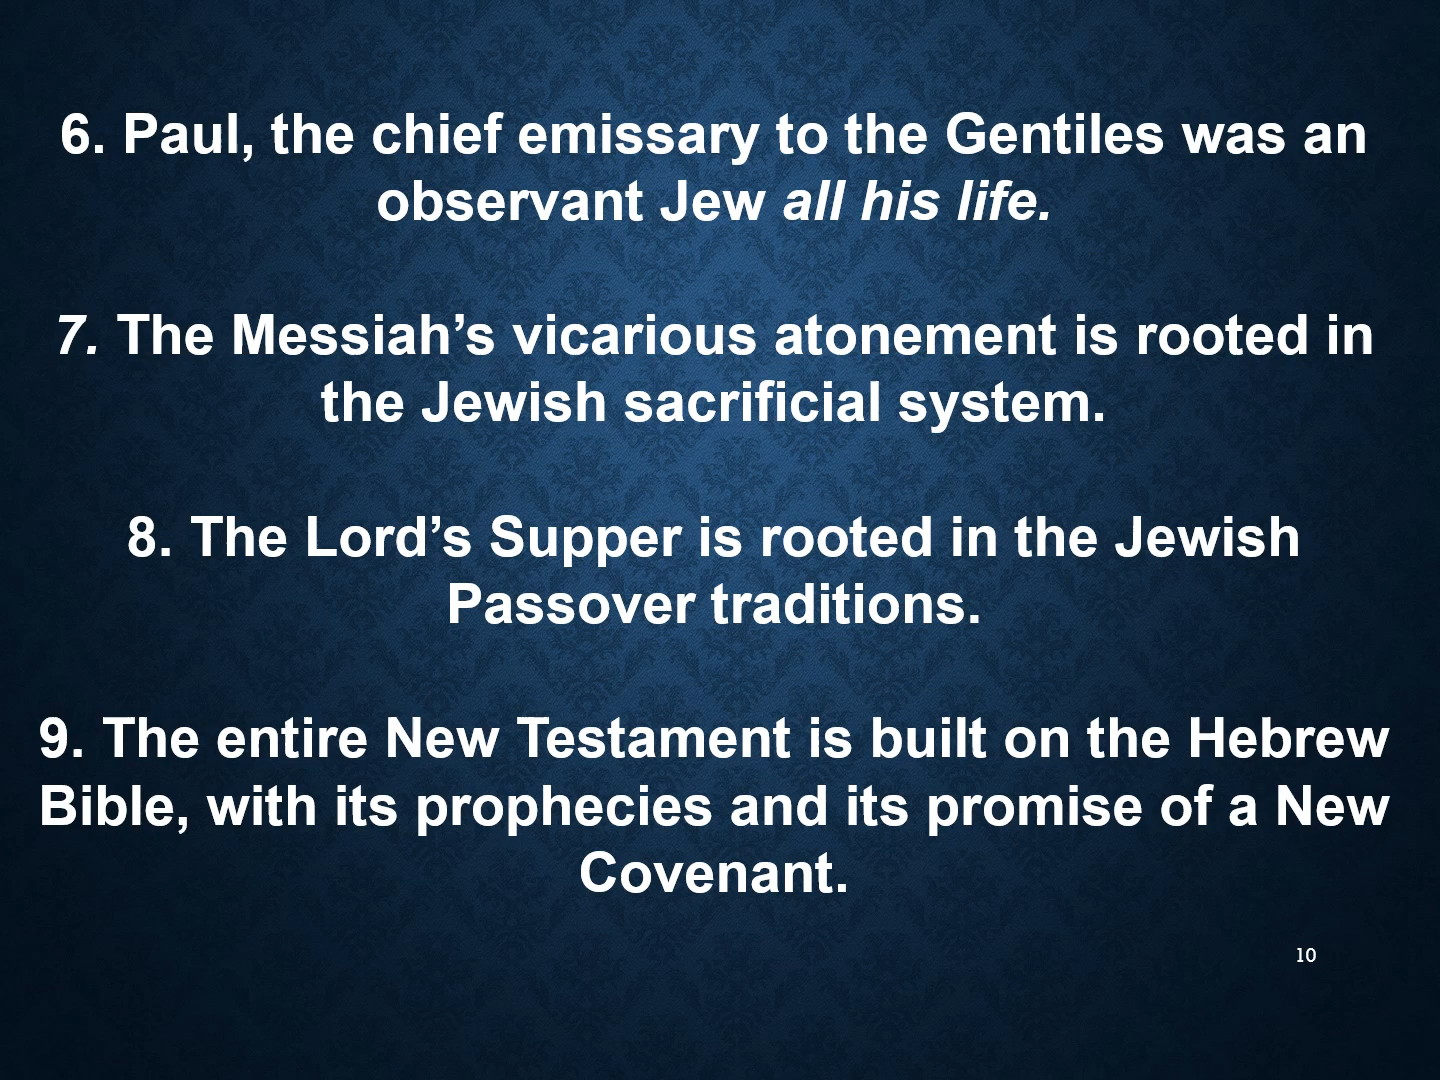 6. Paul, the chief emissary to the Gentiles was an
observant Jew all his life.
7. The Messiah’s vicarious atonement is rooted in
the Jewish sacrificial system.
8. The Lord’s Supper is rooted in the Jewish
Passover traditions.
9. The entire New Testament is built on the Hebrew
Bible, with its prophecies and its promise of a New
Covenant.
10